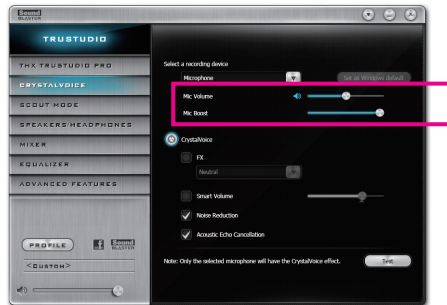 Sound
BLASTER
TRUSTUDIO
THX TRUSTUDIO PRO
CRYSTALVOICE
SCOUT MODE
SPEAKERS/HEADPHONES
MIXER
EQUALIZER
ADVANCED FEATURES
PROFILE
Sound
BLASTER
<CUSTOM>
Select a recording device
Microphone
Set as Windows default
Mic Volume
Mic Boost
CrystalVoice
FX
Neutral
Smart Volume
Noise Reduction
Acoustic Echo Cancellation
Note: Only the selected microphone will have the CrystalVoice effect.
Test